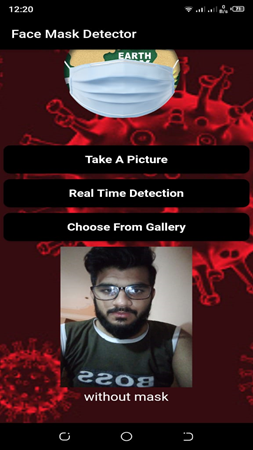 12:20
Face Mask Detector
EARTH
Take A Picture
Real Time Detection
Choose From Gallery
BOSS
without mask